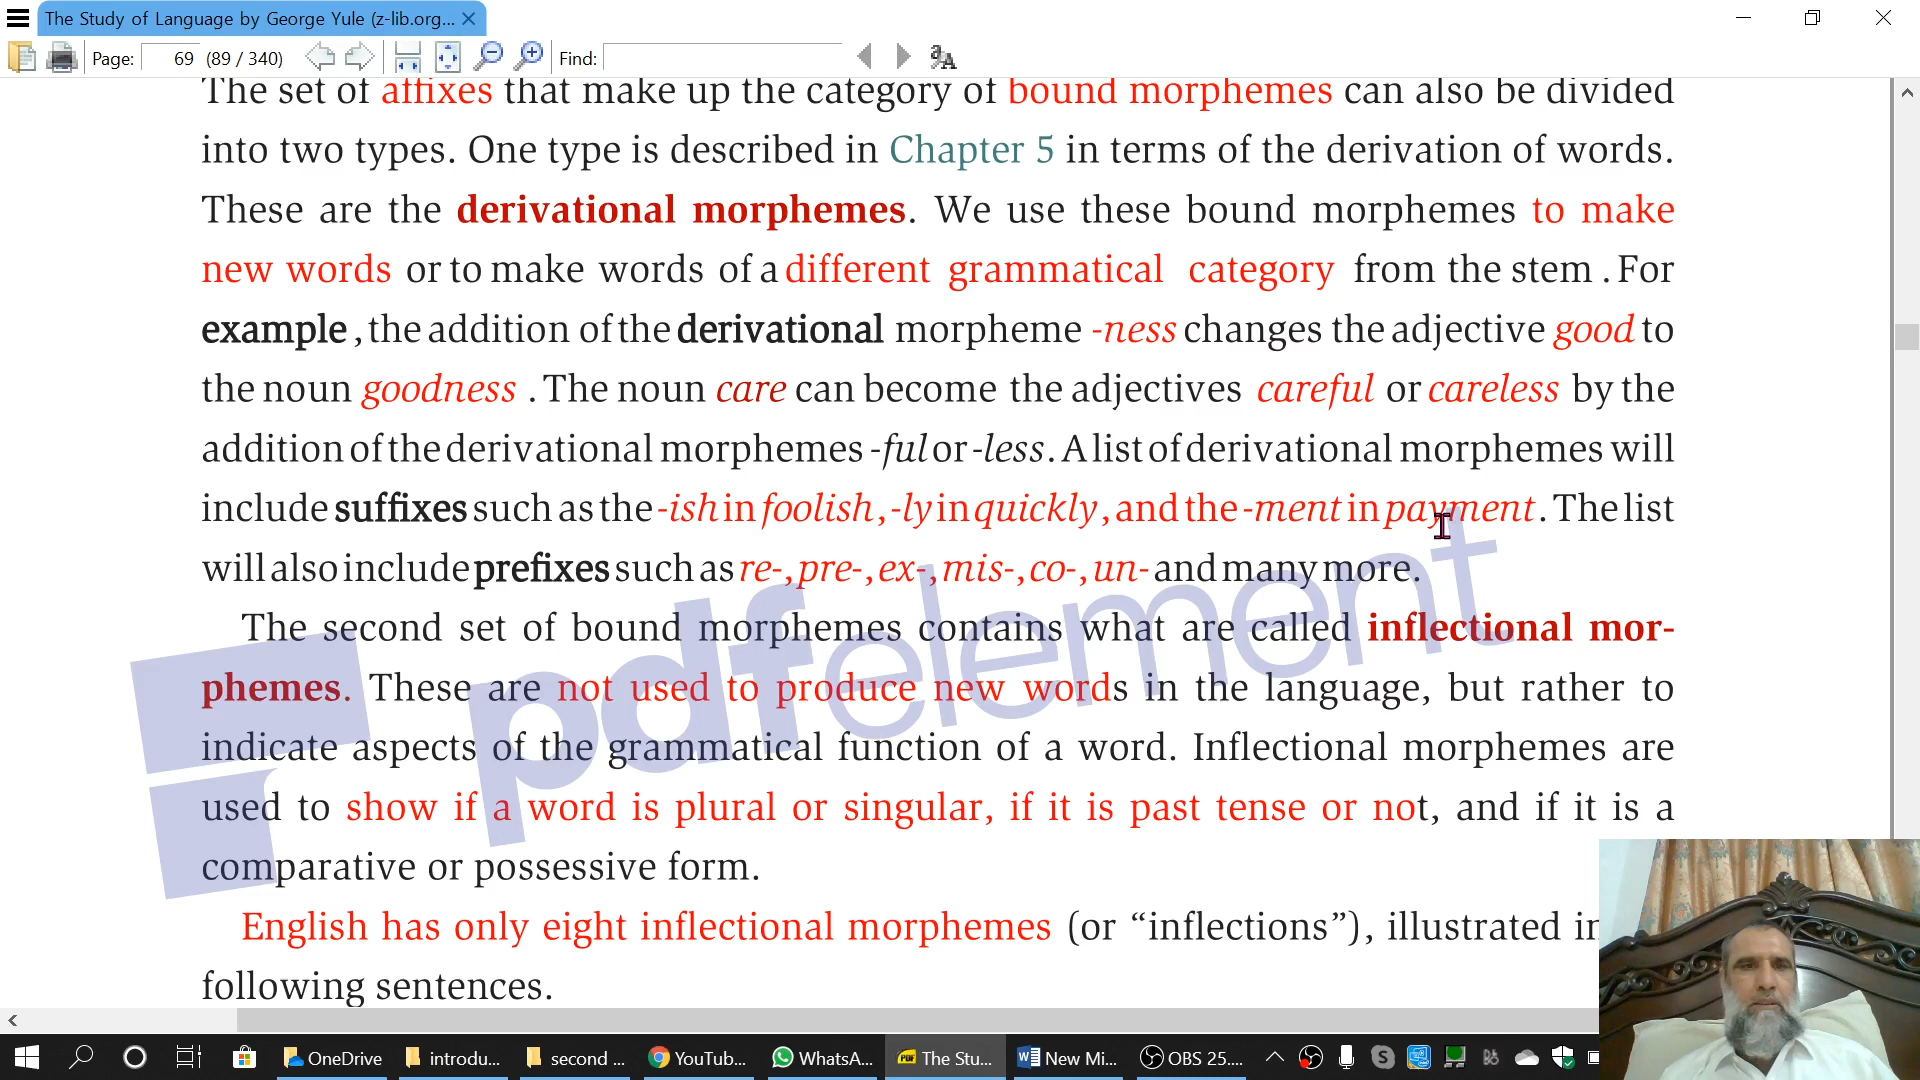 The Study of Language by George Yule (z-lib.org...
Page: 69 (89 / 340) Find:
The set of affixes that make up the category of bound morphemes can also be divided
into two types. One type is described in Chapter 5 in terms of the derivation of words.
These are the derivational morphemes. We use these bound morphemes to make
new words or to make words of a different grammatical category from the stem . For
example , the addition of the derivational morpheme -ness changes the adjective good to
the noun goodness . The noun care can become the adjectives careful or careless by the
addition of the derivational morphemes -ful or -less. A list of derivational morphemes will
include suffixes such as the -ish in foolish, -ly in quickly, and the -ment in payment. The list
will also include prefixes such as re-, pre-, ex-, mis-, co-, un- and many more.
The second set of bound morphemes contains what are called inflectional mor-
phemes. These are not used to produce new words in the language, but rather to
indicate aspects of the grammatical function of a word. Inflectional morphemes are
used to show if a word is plural or singular, if it is past tense or not, and if it is a
comparative or possessive form.
English has only eight inflectional morphemes (or “inflections”), illustrated in
following sentences.
pdfelement
OneDrive introdu... second ... YouTub... WhatsA... The Stu... New Mi... OBS 25....